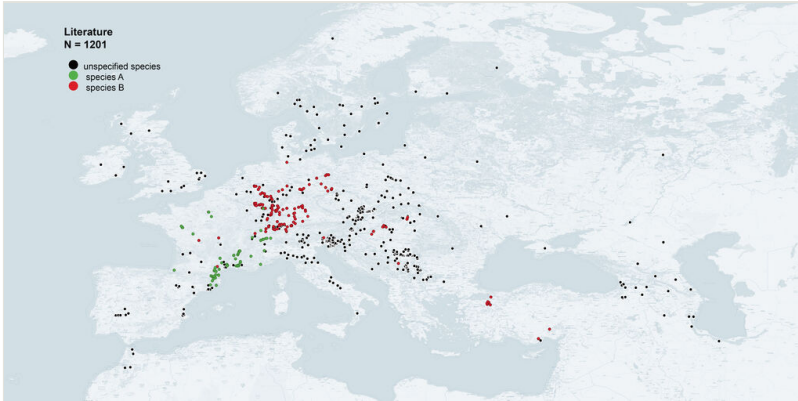 Literature
N = 1201
unspecified species
species A
species B